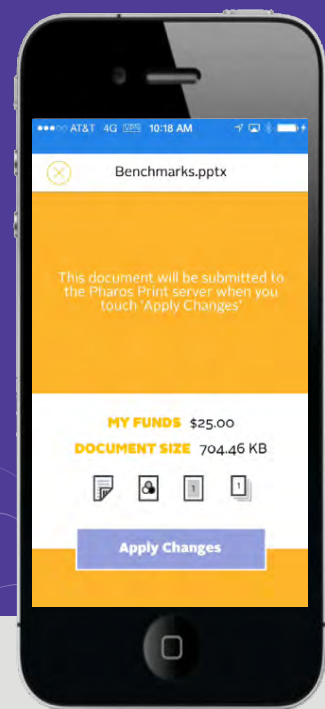 AT&T 4G VPN 10:18 AM
Benchmarks.pptx
This document will be submitted to
the Pharos Print server when you
touch 'Apply Changes'
MY FUNDS $25.00
DOCUMENT SIZE 704.46 KB
1 1
Apply Changes